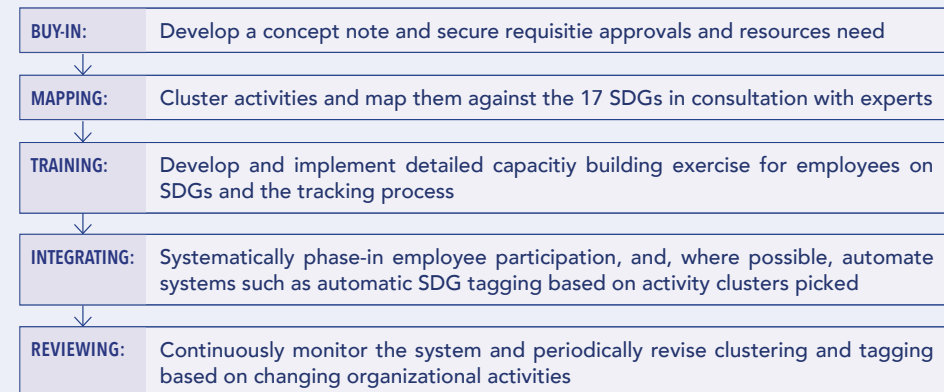 BUY-IN: Develop a concept note and secure requisitie approvals and resources need
MAPPING: Cluster activities and map them against the 17 SDGs in consultation with experts
TRAINING: Develop and implement detailed capacitiy building exercise for employees on
SDGs and the tracking process
INTEGRATING: Systematically phase-in employee participation, and, where possible, automate
systems such as automatic SDG tagging based on activity clusters picked
REVIEWING: Continuously monitor the system and periodically revise clustering and tagging
based on changing organizational activities